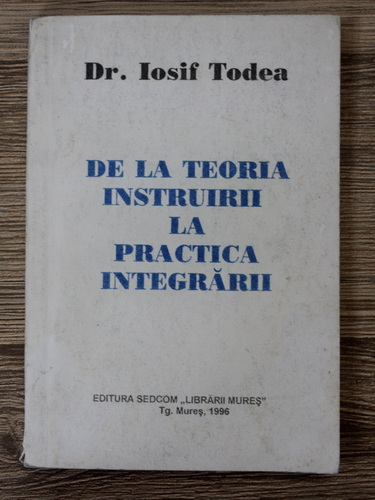 Dr. Iosif Todea
DE LA TEORIA
INSTRUIRII
LA
PRACTICA
INTEGRĂRII
EDITURA SEDCOM „LIBRĂRII MUREŞ"
Tg. Mureş, 1996